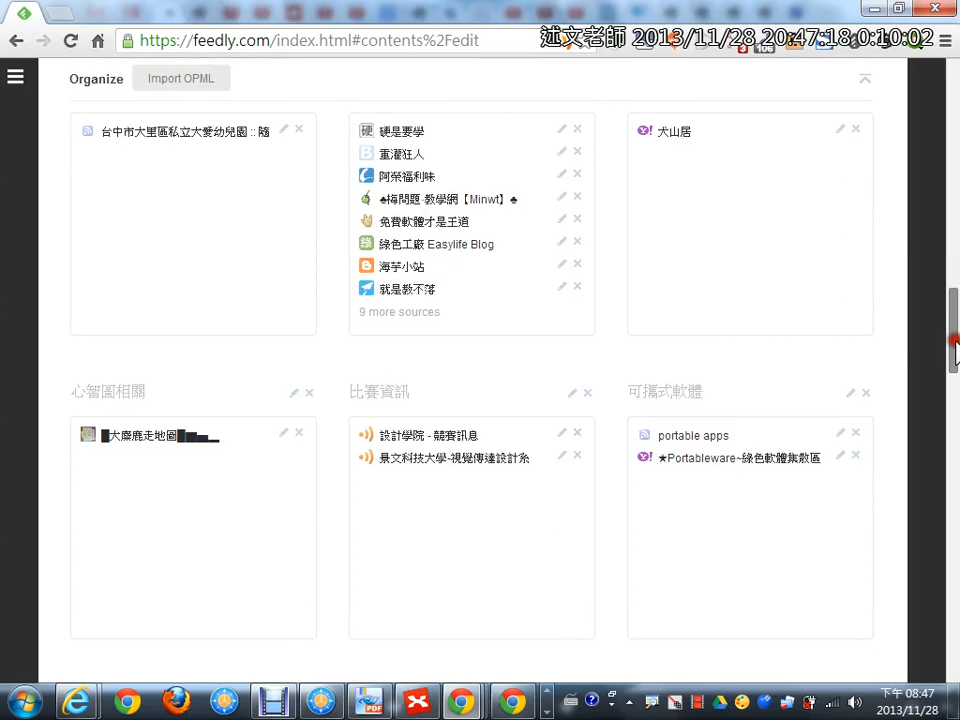 https://feedly.com/index.html#contents%2Fedit
述文老師 2013/11/28 20:47:18 0:10:02
Organize
Import OPML
台中市大里區私立大愛幼兒園 :: 隨
硬 硬是要學
重灌狂人
阿榮福利味
♣梅問題‧教學網【Minwt】♣
免費軟體才是王道
綠 綠色工廠 Easylife Blog
海芋小站
就是教不落
9 more sources
犬山居
心智圖相關
比賽資訊
可攜式軟體
█大麋鹿走地圖█▆▅▃▁
設計學院 - 競賽訊息
景文科技大學-視覺傳達設計系
portable apps
★Portableware~綠色軟體集散區
下午 08:47
2013/11/28